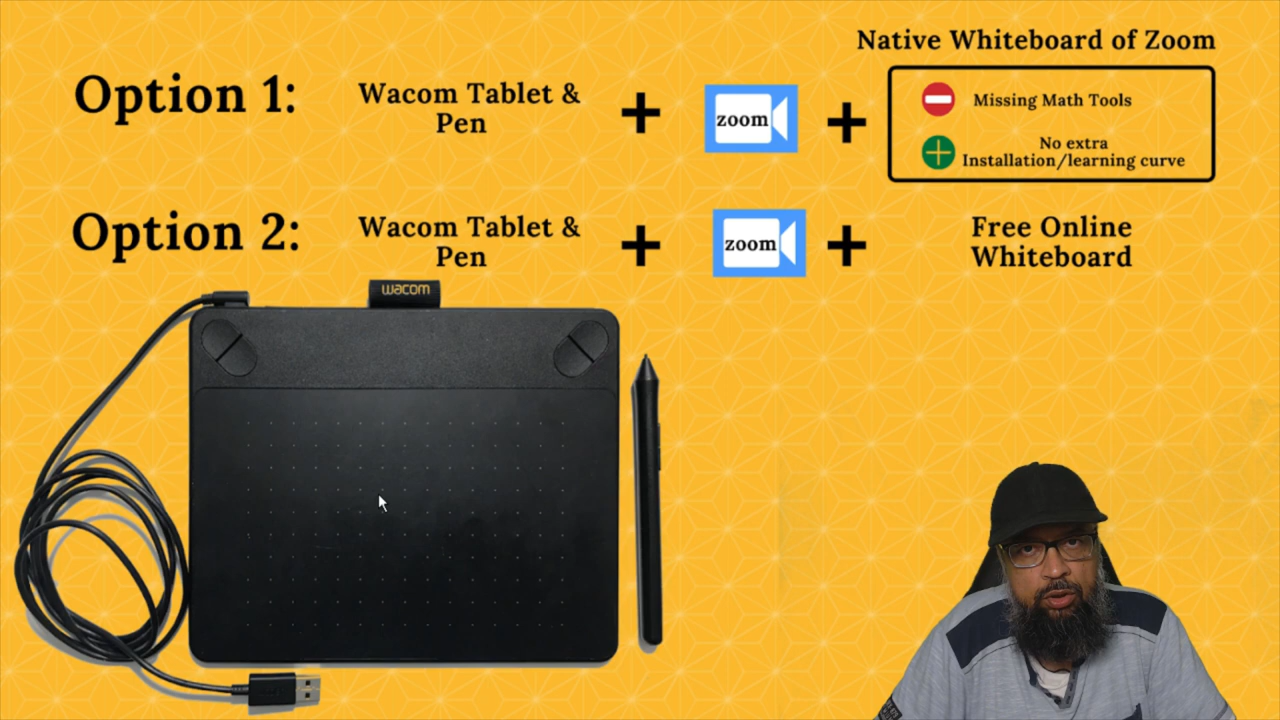 Native Whiteboard of Zoom
Option 1:
Wacom Tablet &
Pen
+
zoom
+
Missing Math Tools
No extra
Installation/learning curve
Option 2:
Wacom Tablet &
Pen
+
zoom
+
Free Online
Whiteboard
wacom